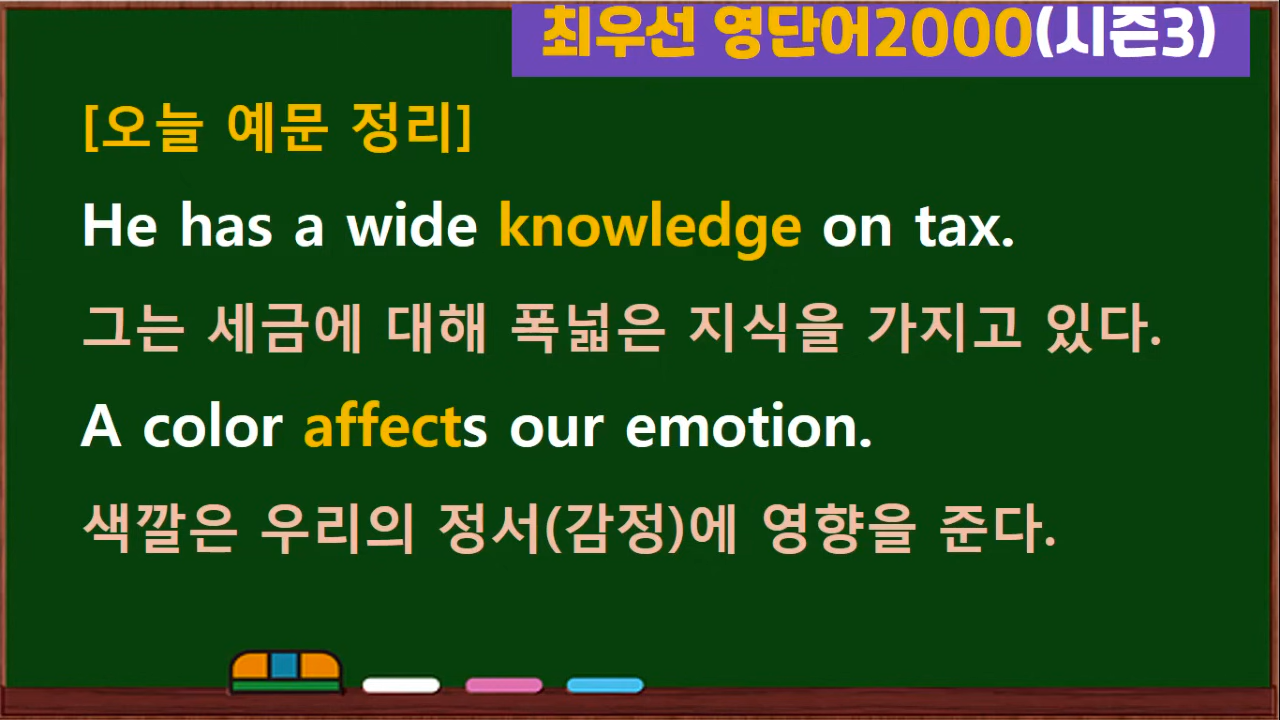 최우선 영단어2000(시즌3)
[오늘 예문 정리]
He has a wide knowledge on tax.
그는 세금에 대해 폭넓은 지식을 가지고 있다.
A color affects our emotion.
색깔은 우리의 정서(감정)에 영향을 준다.